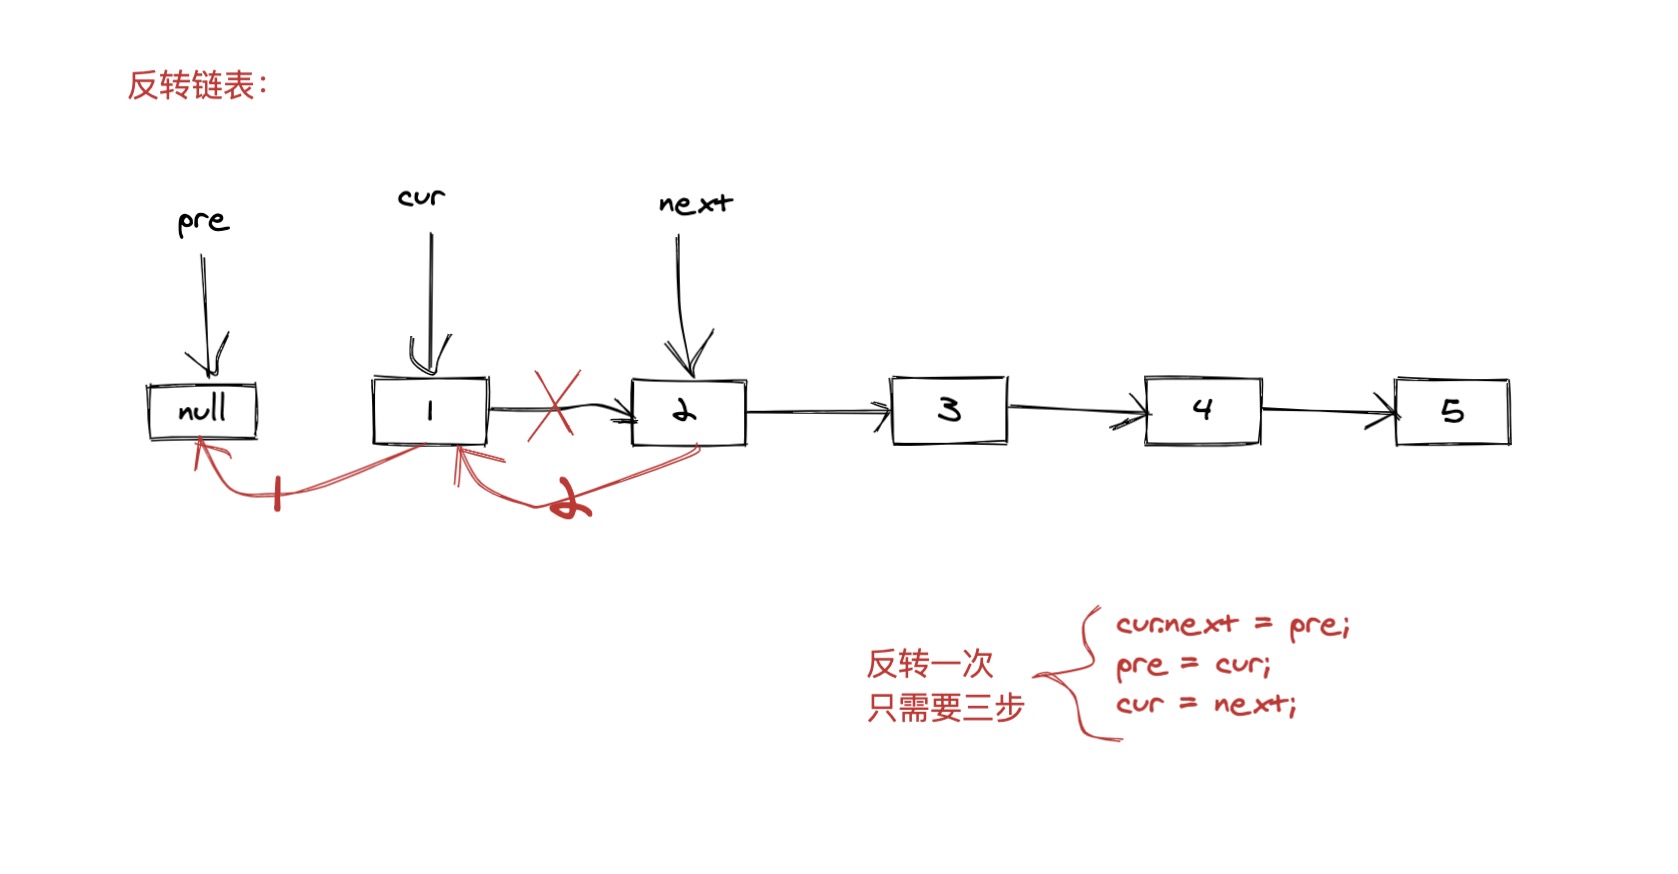 反转链表：
pre
cur
next
null
1
2
3
4
5
1
2
反转一次
只需要三步
cur.next = pre;
pre = cur;
cur = next;